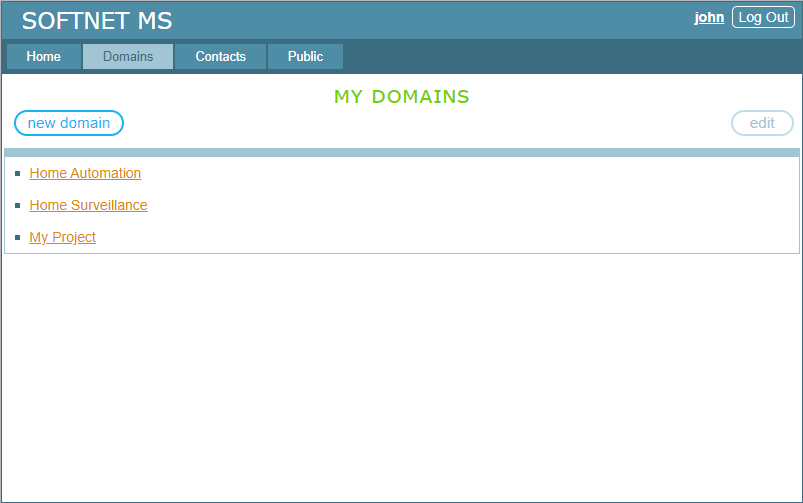 SOFTNET MS
john Log Out
Home Domains Contacts Public
MY DOMAINS
new domain edit
Home Automation
Home Surveillance
My Project